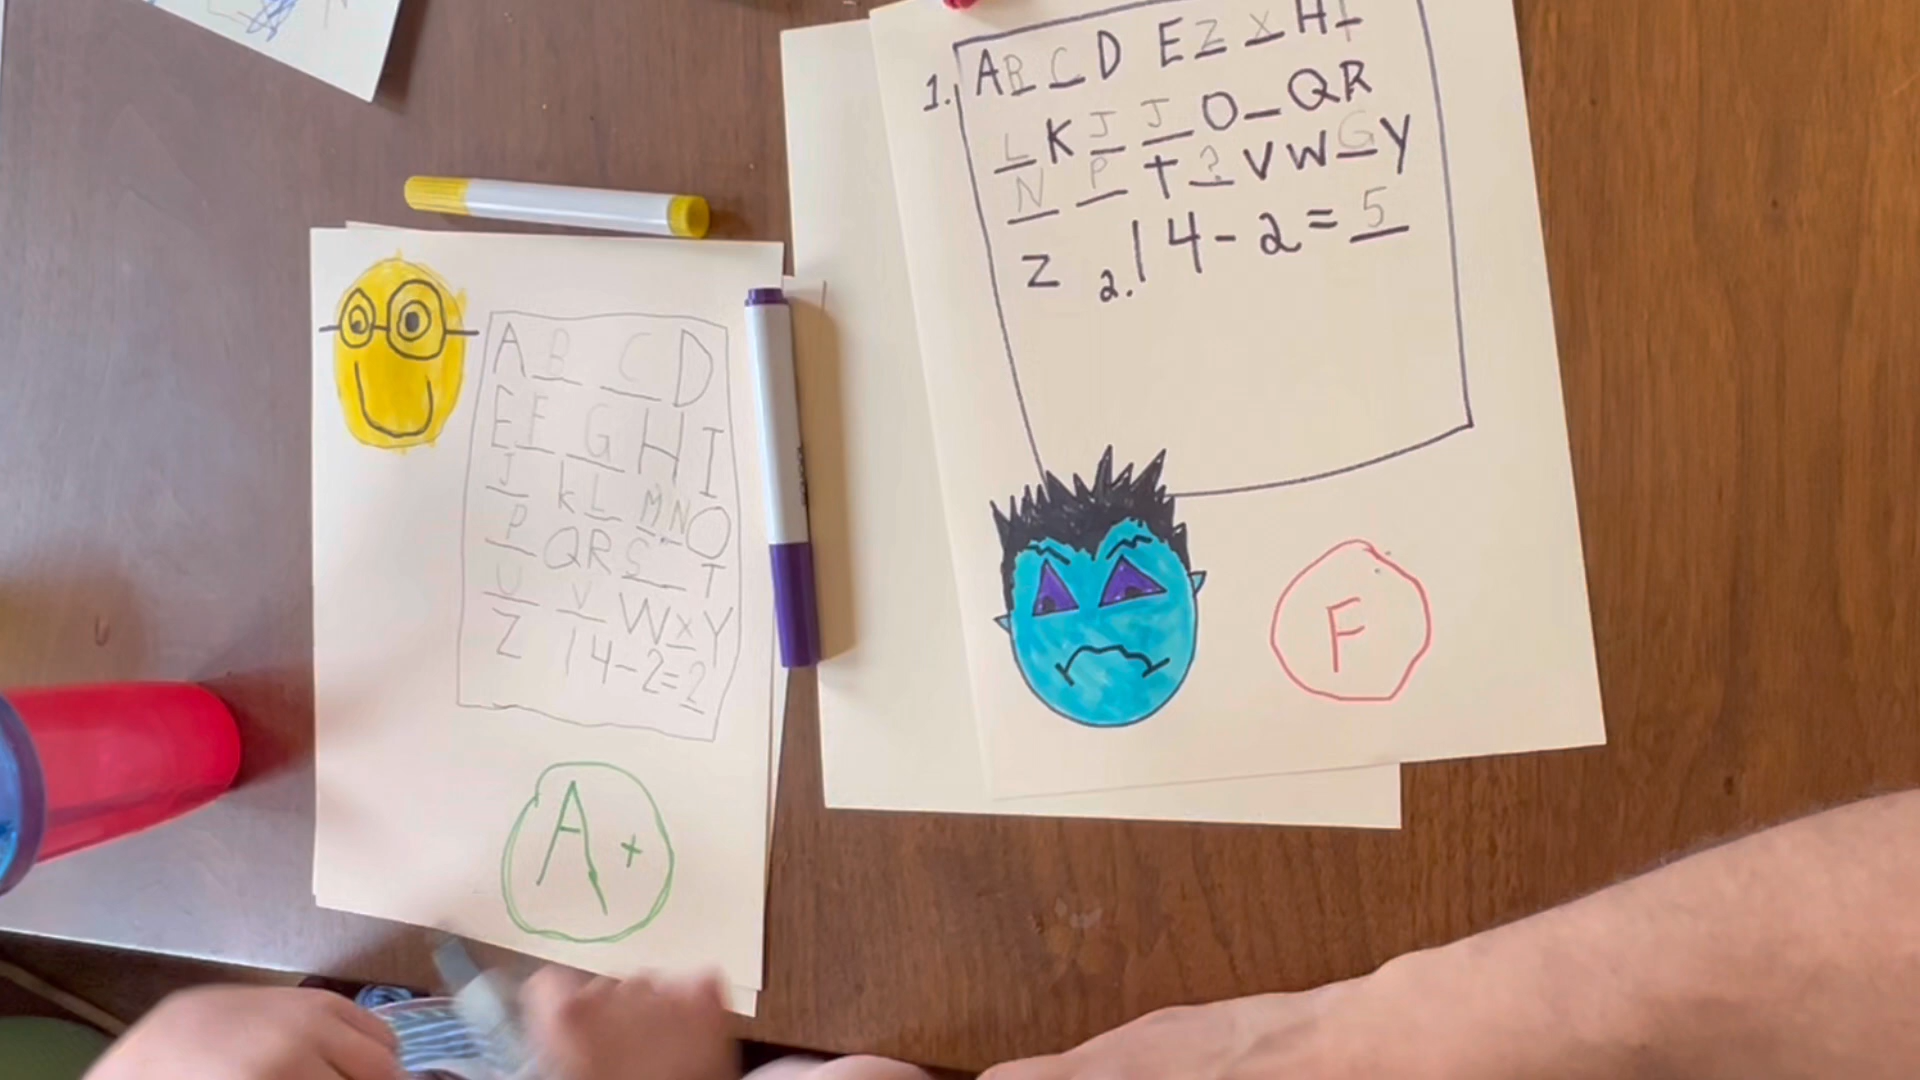 A B C D
E F G H I
J K L M N O
P Q R S T
U V W X Y
Z 14-2=2
A+
1. A B C D E Z X H I
L K J J O _ Q R
N P T ? V W G Y
Z 2. 14-2=5
F